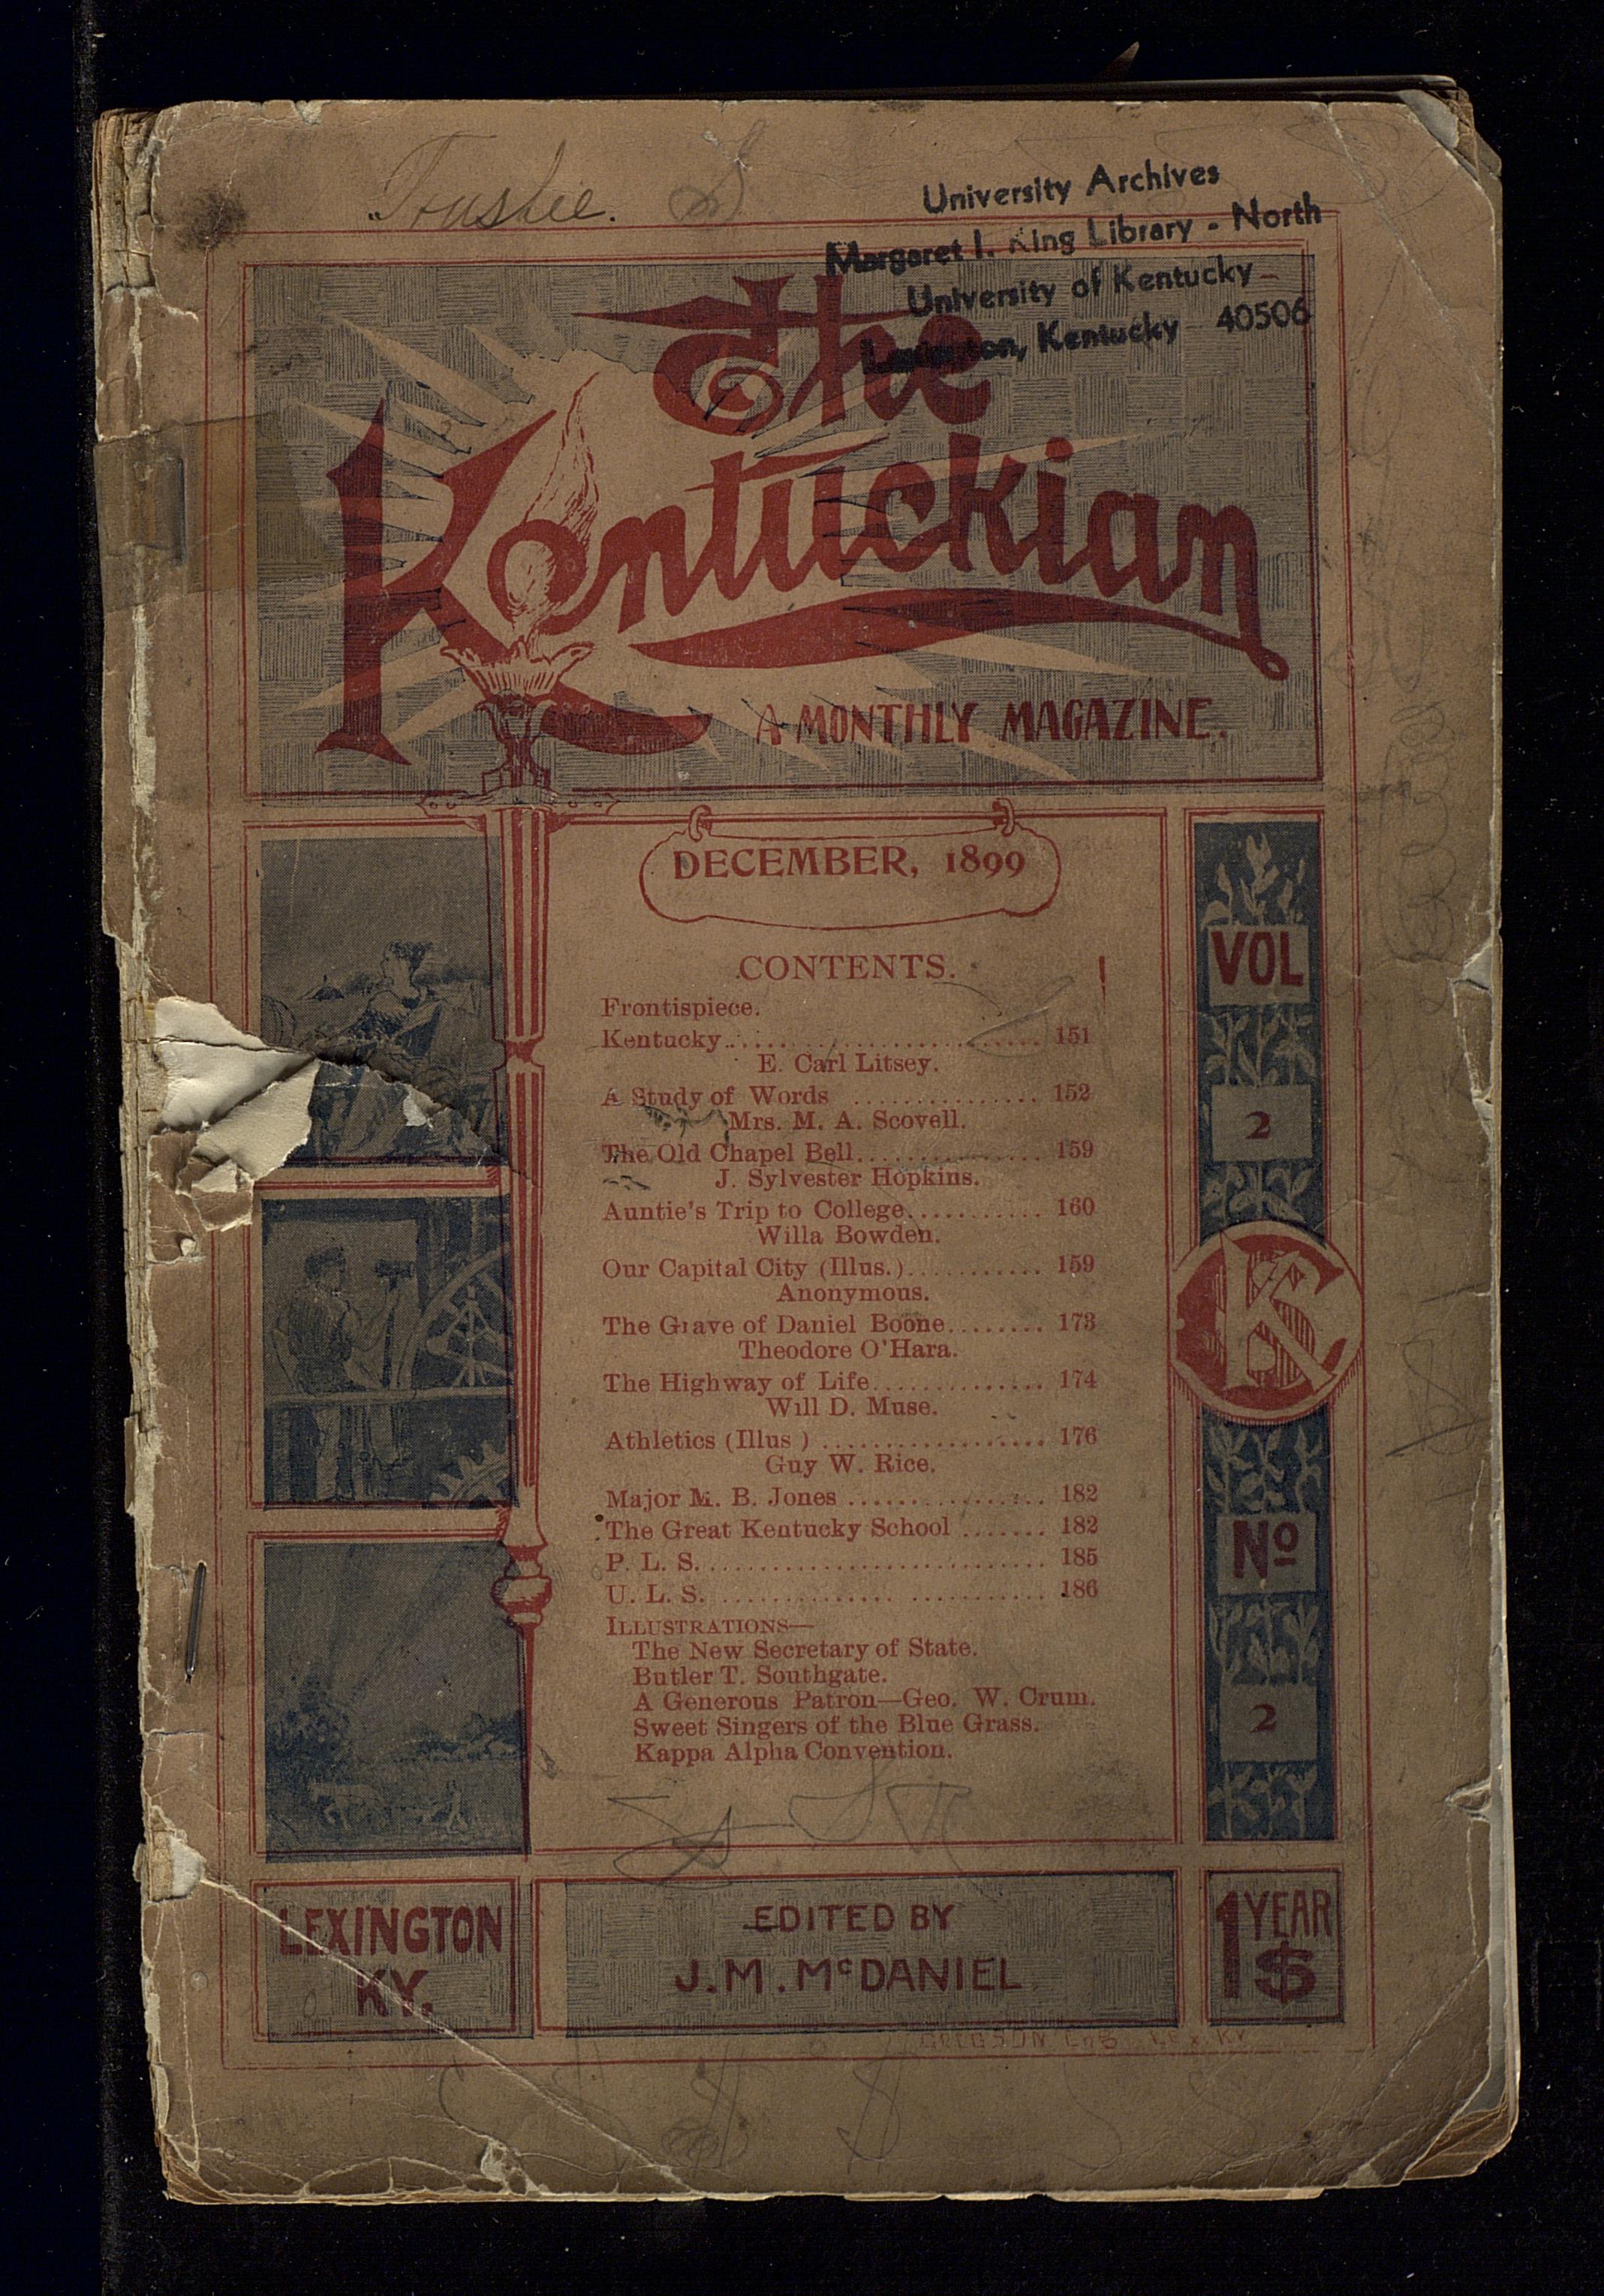 Trustee.
University Archives
Margaret I. King Library - North
University of Kentucky
Lexington, Kentucky 40506
The
Kentuckian
A MONTHLY MAGAZINE.
DECEMBER, 1899
CONTENTS.
Frontispiece.
Kentucky........................ 151
E. Carl Litsey.
A Study of Words ............... 152
Mrs. M. A. Scovell.
The Old Chapel Bell............... 159
J. Sylvester Hopkins.
Auntie's Trip to College........... 160
Willa Bowden.
Our Capital City (Illus.)........... 159
Anonymous.
The Grave of Daniel Boone........ 173
Theodore O'Hara.
The Highway of Life.............. 174
Will D. Muse.
Athletics (Illus ) .................. 176
Guy W. Rice.
Major M. B. Jones ................ 182
The Great Kentucky School ....... 182
P. L. S............................ 185
U. L. S. ........................... 186
ILLUSTRATIONS—
The New Secretary of State.
Butler T. Southgate.
A Generous Patron—Geo. W. Crum.
Sweet Singers of the Blue Grass.
Kappa Alpha Convention.
VOL
2
KSC
No
2
LEXINGTON
KY.
EDITED BY
J. M. McDANIEL
1 YEAR
$
GREGSON Eng. Lex. Ky